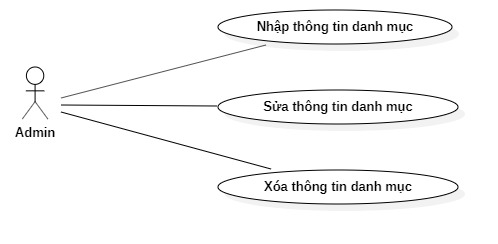 Nhập thông tin danh mục
Sửa thông tin danh mục
Admin
Xóa thông tin danh mục